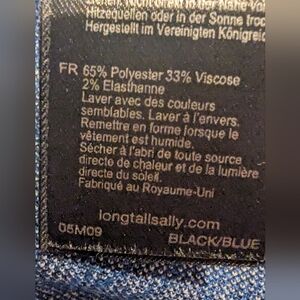 Hitzequellen oder in der Sonne
Hergestellt im Vereinigten
FR 65% Polyester 33% Viscose
2% Elasthanne
Laver avec des couleurs
semblables. Laver à l'envers.
Remettre en forme lorsque le
vêtement est humide.
Sécher à l'abri de toute source
directe de chaleur et de la lumière
directe du soleil.
Fabriqué au Royaume-Uni
longtallsally.com
05M09 BLACK/BLUE